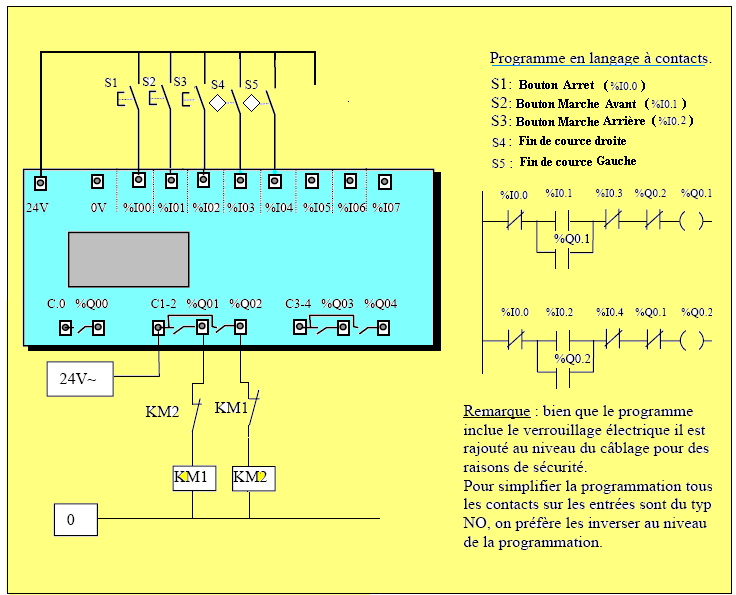 Programme en langage à contacts.
S1: Bouton Arret (%I0.0)
S2: Bouton Marche Avant (%I0.1)
S3: Bouton Marche Arrière (%I0.2)
S4: Fin de cource droite
S5: Fin de cource Gauche
S1 S2 S3 S4 S5
24V 0V %I00 %I01 %I02 %I03 %I04 %I05 %I06 %I07
C.0 %Q00 C1-2 %Q01 %Q02 C3-4 %Q03 %Q04
24V~
KM2 KM1
KM1 KM2
0
%I0.0 %I0.1 %I0.3 %Q0.2 %Q0.1
%Q0.1
%I0.0 %I0.2 %I0.4 %Q0.1 %Q0.2
%Q0.2
Remarque : bien que le programme
inclue le verrouillage électrique il est
rajouté au niveau du câblage pour des
raisons de sécurité.
Pour simplifier la programmation tous
les contacts sur les entrées sont du typ
NO, on préfère les inverser au niveau
de la programmation.